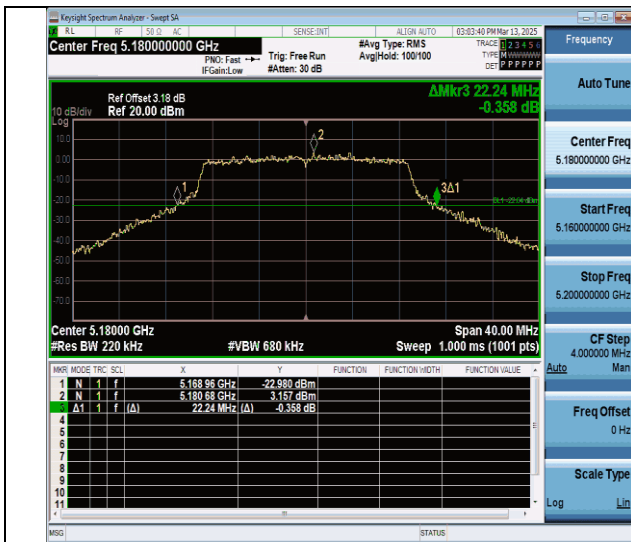 Keysight Spectrum Analyzer - Swept SA
RL RF 50 Ω AC SENSE:INT ALIGN AUTO 03:03:40 PM Mar 13, 2025
Center Freq 5.180000000 GHz
PNO: Fast
IFGain:Low
Trig: Free Run
#Atten: 30 dB
#Avg Type: RMS
Avg|Hold: 100/100
TRACE 1 2 3 4 5 6
TYPE M W W W W W
DET P P P P P P
Frequency
Auto Tune
Center Freq
5.180000000 GHz
Start Freq
5.160000000 GHz
Stop Freq
5.200000000 GHz
CF Step
4.000000 MHz
Auto Man
Freq Offset
0 Hz
Scale Type
Log Lin
ΔMkr3 22.24 MHz
-0.358 dB
Ref Offset 3.18 dB
Ref 20.00 dBm
10 dB/div
Log
10.0
0.00
-10.0
-20.0
-30.0
-40.0
-50.0
-60.0
-70.0
1
2
3Δ1
DL1 -22.84 dBm
Center 5.18000 GHz
Span 40.00 MHz
#Res BW 220 kHz
#VBW 680 kHz
Sweep 1.000 ms (1001 pts)
MKR MODE TRC SCL X Y FUNCTION FUNCTION WIDTH FUNCTION VALUE
1 N 1 f 5.168 96 GHz -22.980 dBm
2 N 1 f 5.180 68 GHz 3.157 dBm
3 Δ1 1 f (Δ) 22.24 MHz (Δ) -0.358 dB
4
5
6
7
8
9
10
11
MSG STATUS